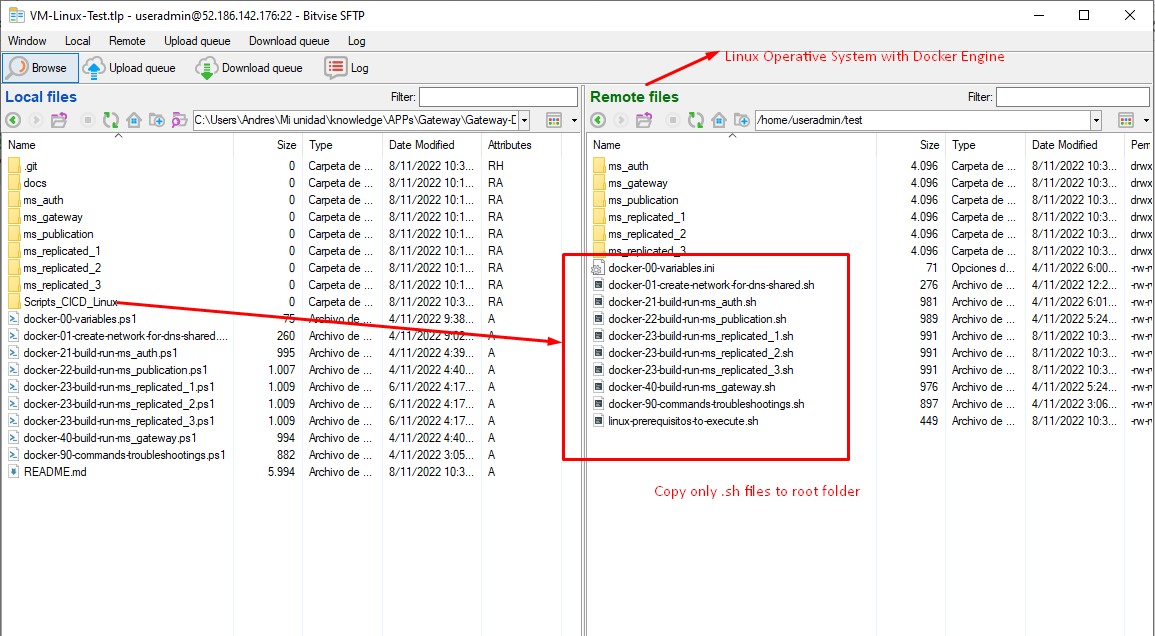 VM-Linux-Test.tlp - useradmin@52.186.142.176:22 - Bitvise SFTP
Window Local Remote Upload queue Download queue Log
Browse Upload queue Download queue Log
Linux Operative System with Docker Engine
Local files Filter:
C:\Users\Andres\Mi unidad\knowledge\APPs\Gateway\Gateway-D
Name Size Type Date Modified Attributes
.git 0 Carpeta de ... 8/11/2022 10:3... RH
docs 0 Carpeta de ... 8/11/2022 10:1... RA
ms_auth 0 Carpeta de ... 8/11/2022 10:1... RA
ms_gateway 0 Carpeta de ... 8/11/2022 10:1... RA
ms_publication 0 Carpeta de ... 8/11/2022 10:1... RA
ms_replicated_1 0 Carpeta de ... 8/11/2022 10:1... RA
ms_replicated_2 0 Carpeta de ... 8/11/2022 10:1... RA
ms_replicated_3 0 Carpeta de ... 8/11/2022 10:1... RA
Scripts_CICD_Linux 0 Carpeta de ... 8/11/2022 10:3... RA
docker-00-variables.ps1 75 Archivo de ... 4/11/2022 9:38... A
docker-01-create-network-for-dns-shared.... 260 Archivo de ... 4/11/2022 9:02... A
docker-21-build-run-ms_auth.ps1 995 Archivo de ... 4/11/2022 4:39... A
docker-22-build-run-ms_publication.ps1 1.007 Archivo de ... 4/11/2022 4:40... A
docker-23-build-run-ms_replicated_1.ps1 1.009 Archivo de ... 6/11/2022 4:17... A
docker-23-build-run-ms_replicated_2.ps1 1.009 Archivo de ... 6/11/2022 4:17... A
docker-23-build-run-ms_replicated_3.ps1 1.009 Archivo de ... 6/11/2022 4:17... A
docker-40-build-run-ms_gateway.ps1 994 Archivo de ... 4/11/2022 4:40... A
docker-90-commands-troubleshootings.ps1 882 Archivo de ... 4/11/2022 3:05... A
README.md 5.994 Archivo de ... 8/11/2022 10:3... A
Remote files Filter:
/home/useradmin/test
Name Size Type Date Modified Pern
ms_auth 4.096 Carpeta de ... 8/11/2022 10:3... drwx
ms_gateway 4.096 Carpeta de ... 8/11/2022 10:3... drwx
ms_publication 4.096 Carpeta de ... 8/11/2022 10:3... drwx
ms_replicated_1 4.096 Carpeta de ... 8/11/2022 10:3... drwx
ms_replicated_2 4.096 Carpeta de ... 8/11/2022 10:3... drwx
ms_replicated_3 4.096 Carpeta de ... 8/11/2022 10:3... drwx
docker-00-variables.ini 71 Opciones d... 4/11/2022 6:00... -rw-r
docker-01-create-network-for-dns-shared.sh 276 Archivo de ... 4/11/2022 12:2... -rw-r
docker-21-build-run-ms_auth.sh 981 Archivo de ... 4/11/2022 6:01... -rw-r
docker-22-build-run-ms_publication.sh 989 Archivo de ... 4/11/2022 5:24... -rw-r
docker-23-build-run-ms_replicated_1.sh 991 Archivo de ... 8/11/2022 10:3... -rw-r
docker-23-build-run-ms_replicated_2.sh 991 Archivo de ... 8/11/2022 10:3... -rw-r
docker-23-build-run-ms_replicated_3.sh 991 Archivo de ... 8/11/2022 10:3... -rw-r
docker-40-build-run-ms_gateway.sh 976 Archivo de ... 4/11/2022 5:24... -rw-r
docker-90-commands-troubleshootings.sh 897 Archivo de ... 4/11/2022 3:06... -rw-r
linux-prerequisitos-to-execute.sh 449 Archivo de ... 8/11/2022 10:3... -rw-r
Copy only .sh files to root folder